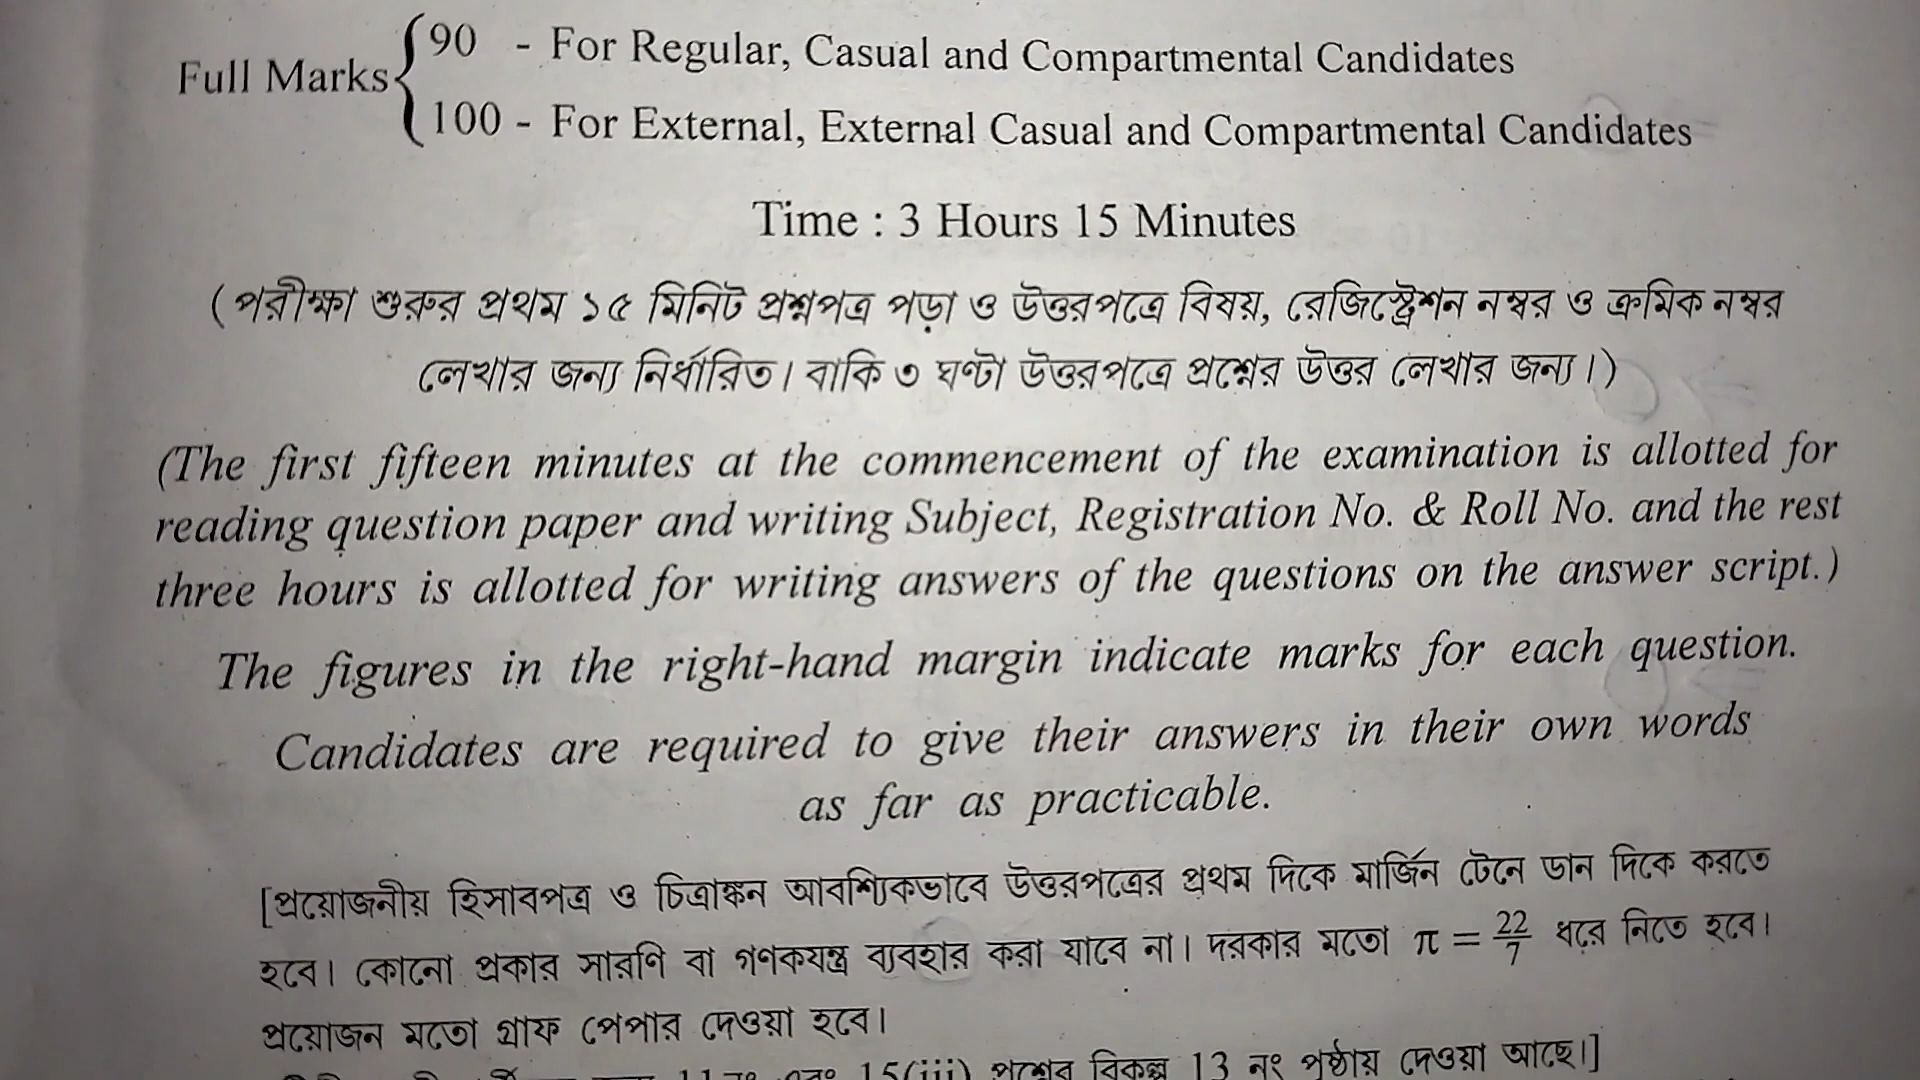 Full Marks { 90 - For Regular, Casual and Compartmental Candidates
100 - For External, External Casual and Compartmental Candidates
Time : 3 Hours 15 Minutes
( পরীক্ষা শুরুর প্রথম ১৫ মিনিট প্রশ্নপত্র পড়া ও উত্তরপত্রে বিষয়, রেজিস্ট্রেশন নম্বর ও ক্রমিক নম্বর
লেখার জন্য নির্ধারিত। বাকি ৩ ঘণ্টা উত্তরপত্রে প্রশ্নের উত্তর লেখার জন্য।)
(The first fifteen minutes at the commencement of the examination is allotted for
reading question paper and writing Subject, Registration No. & Roll No. and the rest
three hours is allotted for writing answers of the questions on the answer script.)
The figures in the right-hand margin indicate marks for each question.
Candidates are required to give their answers in their own words
as far as practicable.
[প্রয়োজনীয় হিসাবপত্র ও চিত্রাঙ্কন আবশ্যিকভাবে উত্তরপত্রের প্রথম দিকে মার্জিন টেনে ডান দিকে করতে
হবে। কোনো প্রকার সারণি বা গণকযন্ত্র ব্যবহার করা যাবে না। দরকার মতো π = 22/7 ধরে নিতে হবে।
প্রয়োজন মতো গ্রাফ পেপার দেওয়া হবে।
11 নং এবং 15(iii) প্রশ্নের বিকল্প 13 নং পৃষ্ঠায় দেওয়া আছে।]